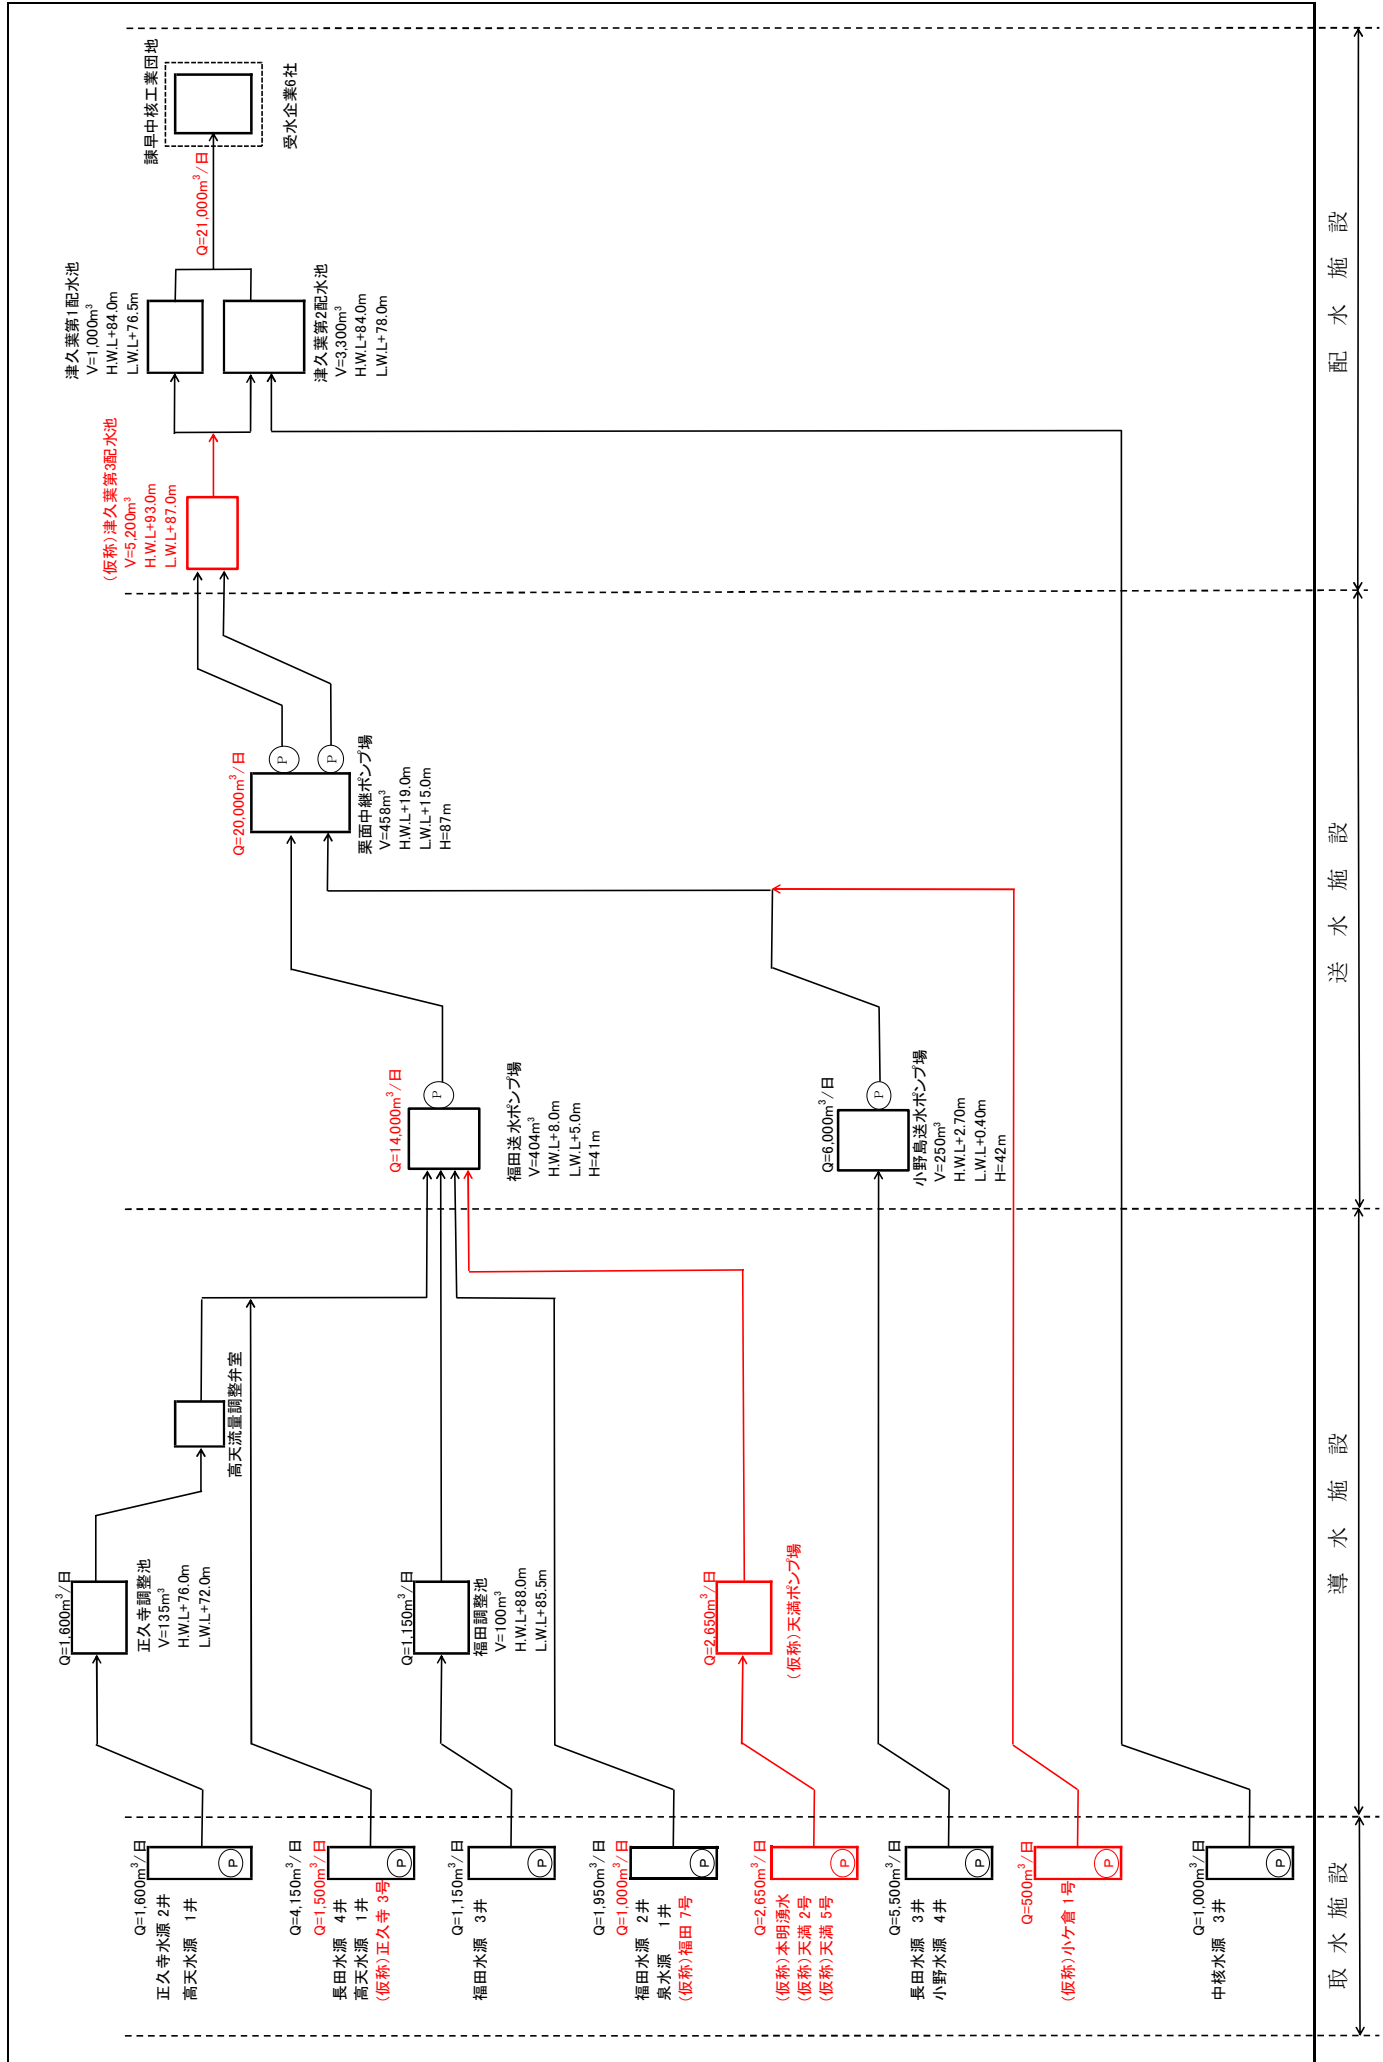 Q=1,600m³/日
正久寺水源 2井
高天水源 1井
Q=4,150m³/日
Q=1,500m³/日
長田水源 4井
高天水源 1井
(仮称)正久寺 3号
Q=1,150m³/日
福田水源 3井
Q=1,950m³/日
Q=1,000m³/日
福田水源 2井
泉水源 1井
(仮称)福田 7号
Q=2,650m³/日
(仮称)本明湧水
(仮称)天満 2号
(仮称)天満 5号
Q=5,500m³/日
長田水源 3井
小野水源 4井
Q=500m³/日
(仮称)小ケ倉 1号
Q=1,000m³/日
中核水源 3井
P
P
P
P
P
P
P
P
取水施設
Q=1,600m³/日
正久寺調整池
V=135m³
H.W.L+76.0m
L.W.L+72.0m
高天流量調整弁室
Q=1,150m³/日
福田調整池
V=100m³
H.W.L+88.0m
L.W.L+85.5m
Q=2,650m³/日
(仮称)天満ポンプ場
導水施設
Q=14,000m³/日
P
福田送水ポンプ場
V=404m³
H.W.L+8.0m
L.W.L+5.0m
H=41m
Q=6,000m³/日
P
小野島送水ポンプ場
V=250m³
H.W.L+2.70m
L.W.L+0.40m
H=42m
Q=20,000m³/日
P
P
栗面中継ポンプ場
V=458m³
H.W.L+19.0m
L.W.L+15.0m
H=87m
送水施設
(仮称)津久葉第3配水池
V=5,200m³
H.W.L+93.0m
L.W.L+87.0m
津久葉第1配水池
V=1,000m³
H.W.L+84.0m
L.W.L+76.5m
津久葉第2配水池
V=3,300m³
H.W.L+84.0m
L.W.L+78.0m
Q=21,000m³/日
諫早中核工業団地
受水企業6社
配水施設